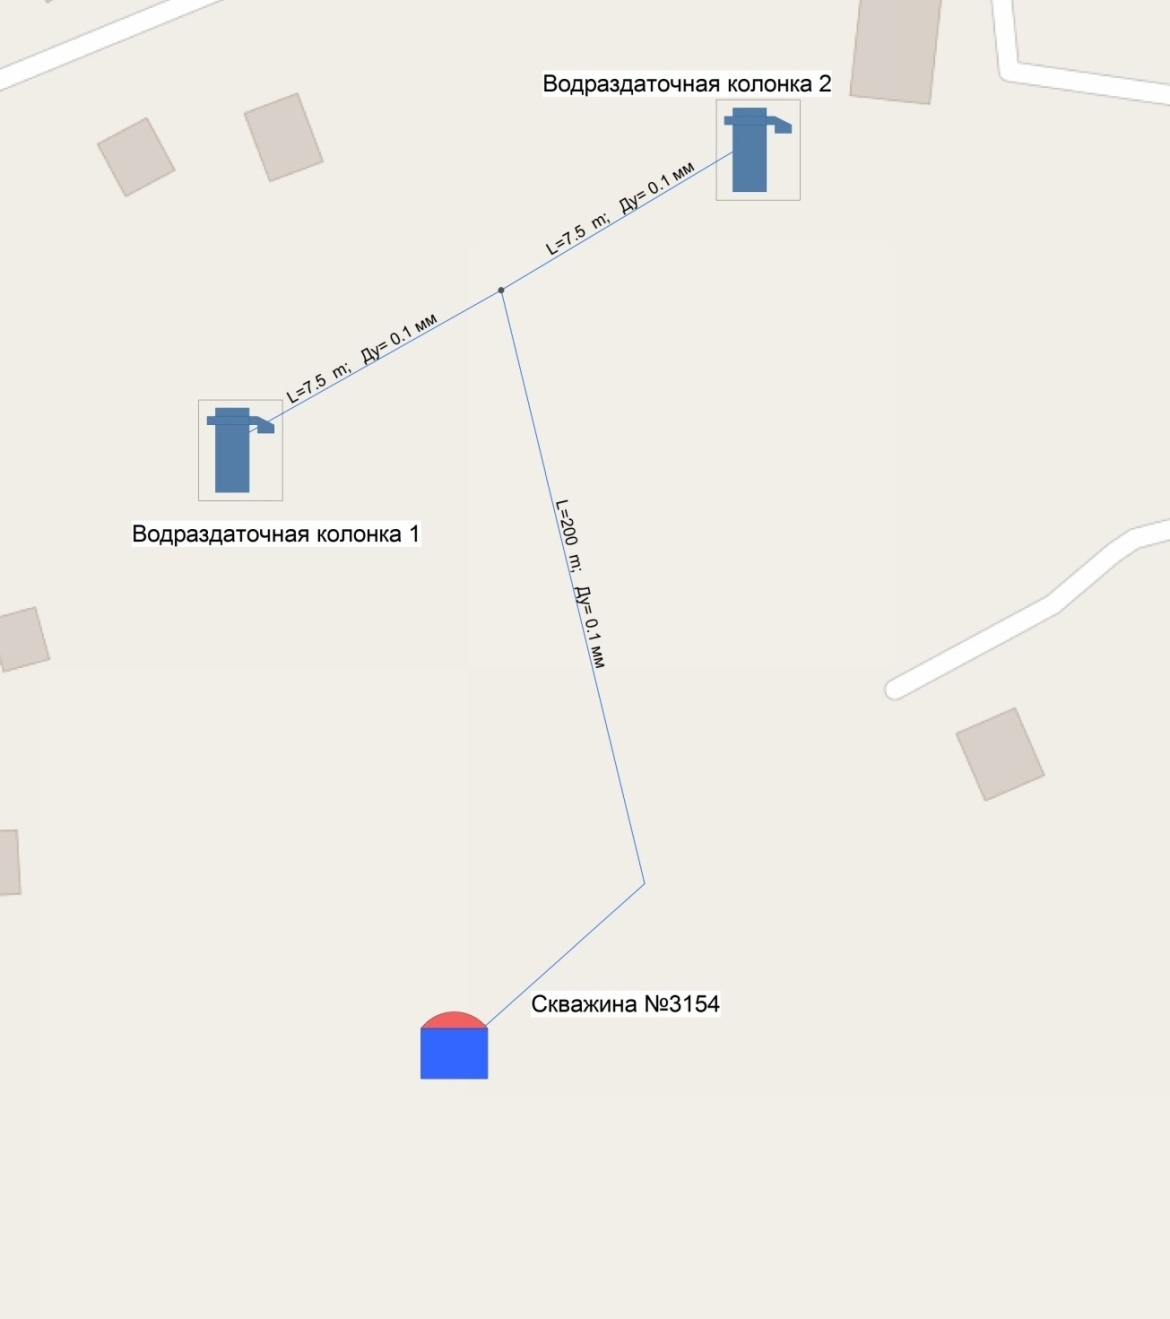 Водраздаточная колонка 2
L=7.5 m; Ду= 0.1 мм
L=7.5 m; Ду= 0.1 мм
Водраздаточная колонка 1
L=200 m; Ду= 0.1 мм
Скважина №3154